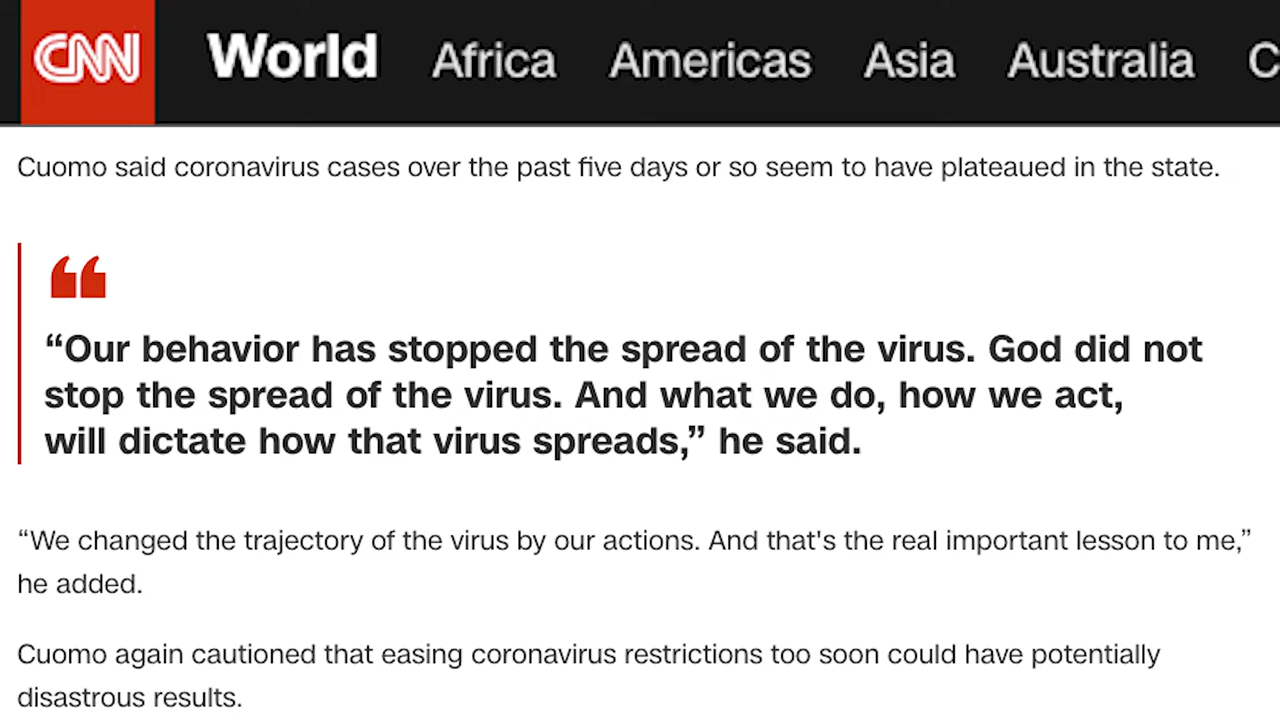 CNN World Africa Americas Asia Australia C
Cuomo said coronavirus cases over the past five days or so seem to have plateaued in the state.
“
“Our behavior has stopped the spread of the virus. God did not
stop the spread of the virus. And what we do, how we act,
will dictate how that virus spreads,” he said.
“We changed the trajectory of the virus by our actions. And that's the real important lesson to me,”
he added.
Cuomo again cautioned that easing coronavirus restrictions too soon could have potentially
disastrous results.